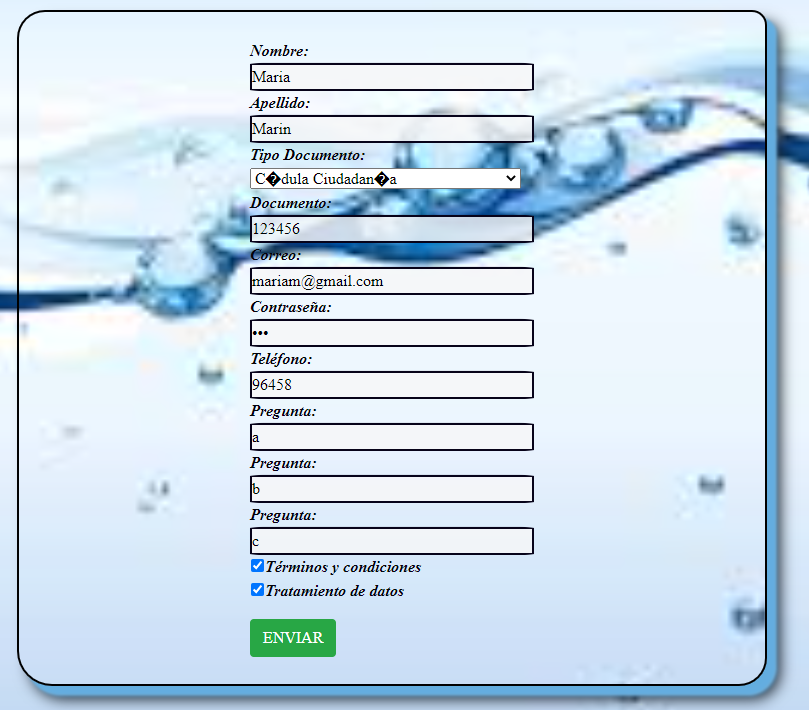 Nombre:
Maria
Apellido:
Marin
Tipo Documento:
C�dula Ciudadan�a
Documento:
123456
Correo:
mariam@gmail.com
Contraseña:
•••
Teléfono:
96458
Pregunta:
a
Pregunta:
b
Pregunta:
c
Términos y condiciones
Tratamiento de datos
ENVIAR